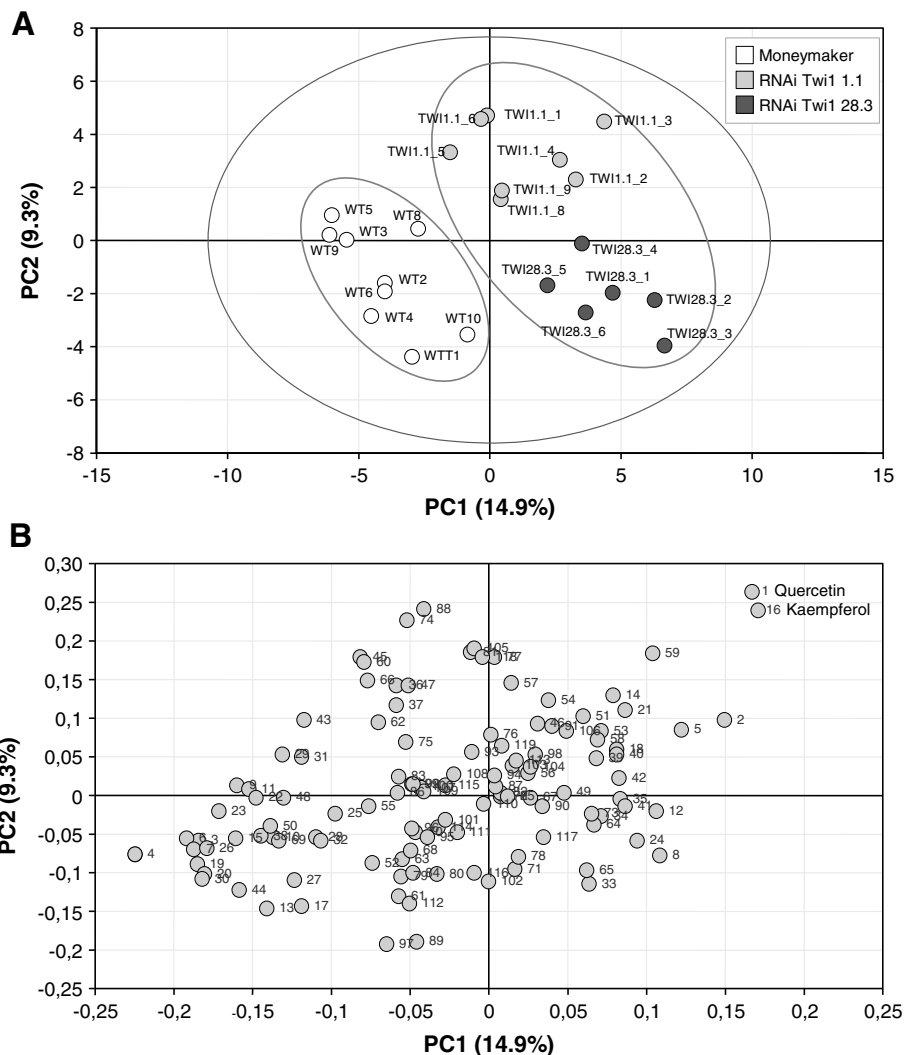 A
8
Moneymaker
RNAi Twi1 1.1
RNAi Twi1 28.3
6
TWI1.1_6 TWI1.1_1 TWI1.1_3
4
TWI1.1_5 TWI1.1_4
TWI1.1_2
2
TWI1.1_9
TWI1.1_8
WT5 WT8
WT3
WT9
0
TWI28.3_4
TWI28.3_5 TWI28.3_1
WT2
WT6
-2
TWI28.3_2
WT4 WT10
TWI28.3_6 TWI28.3_3
-4
WTT1
-6
-8
-15 -10 -5 0 5 10 15
PC2 (9.3%)
PC1 (14.9%)
B
0,30
1 Quercetin
16 Kaempferol
0,25
88
74
0,2
105
45 60 59
0,15
66 47 57
14
54
37 21
0,1
43 62 51 2
5
76 53
75 58
119
0,05
29 31 93 98 18
40
39
104
56
83 108 42
115
11
0
22 48 35
55 90 41 12
23 25
101
50 64
-0,05
28 32 95 117 24
4 26 68 78 8
52 63
19 71 65
20 80 116
-0,1
30 27 102 33
44
61
112
13 17
-0,15
97 89
-0,2
-0,25
-0,25 -0,2 -0,15 -0,1 -0,05 0 0,05 0,1 0,15 0,2 0,25
PC2 (9.3%)
PC1 (14.9%)